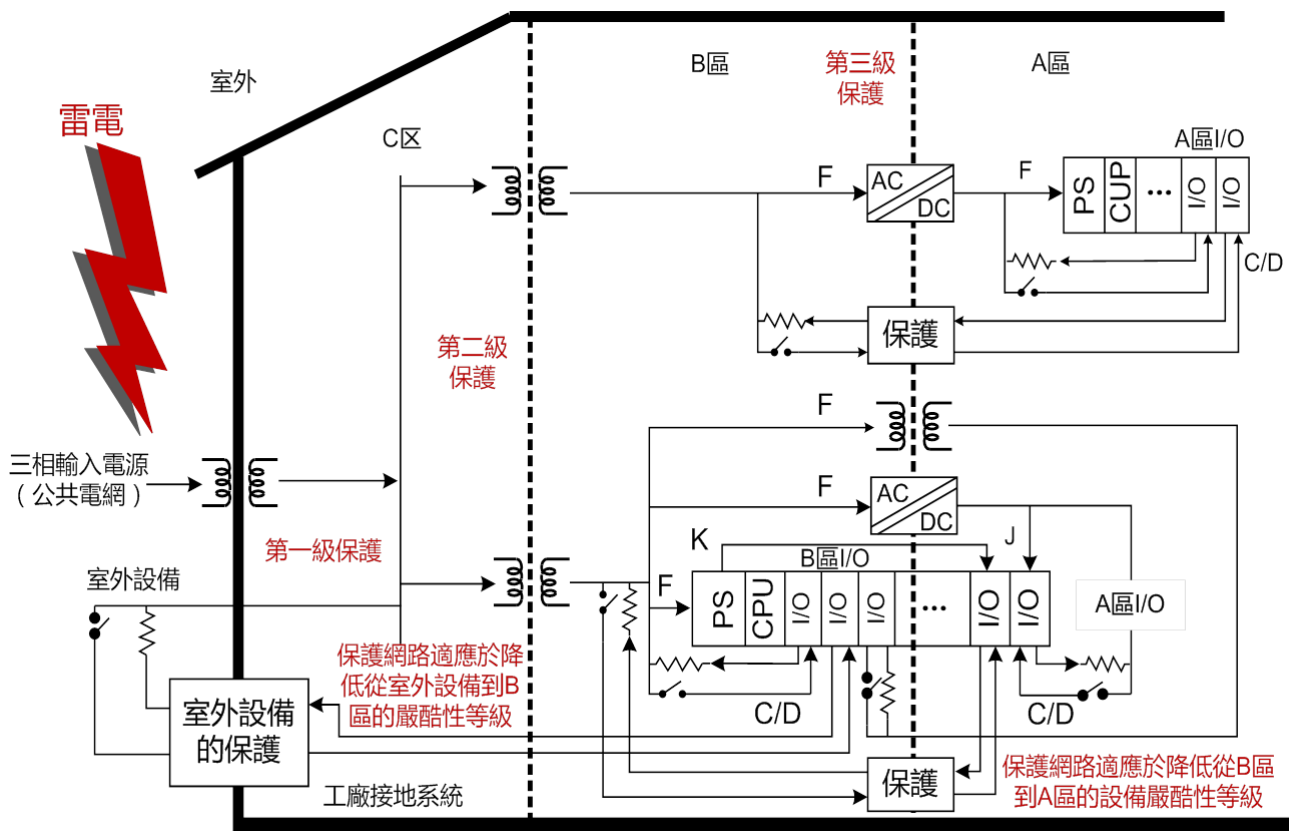 室外
雷電
C区
B區
第三級
保護
A區
A區I/O
F
AC
DC
F
PS
CUP
...
I/O
I/O
C/D
保護
第二級
保護
三相輸入電源
（公共電網）
第一級保護
F
F
AC
DC
K
J
B區I/O
F
PS
CPU
I/O
I/O
I/O
...
I/O
I/O
A區I/O
C/D
C/D
室外設備
保護網路適應於降
低從室外設備到B
區的嚴酷性等級
室外設備
的保護
保護
保護網路適應於降低從B區
到A區的設備嚴酷性等級
工廠接地系統